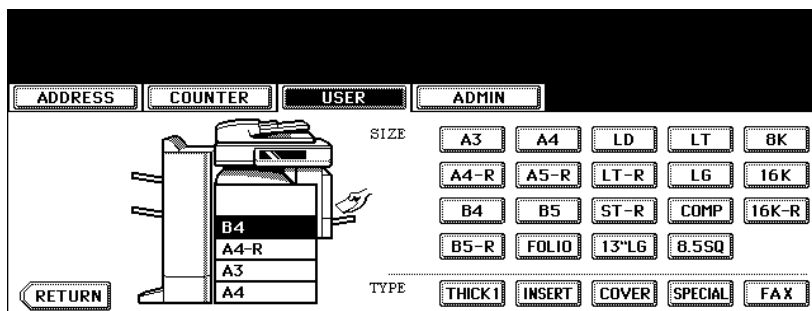 ADDRESS COUNTER USER ADMIN
SIZE A3 A4 LD LT 8K
A4-R A5-R LT-R LG 16K
B4 B5 ST-R COMP 16K-R
B5-R FOLIO 13"LG 8.5SQ
B4
A4-R
A3
A4
TYPE THICK1 INSERT COVER SPECIAL FAX
RETURN